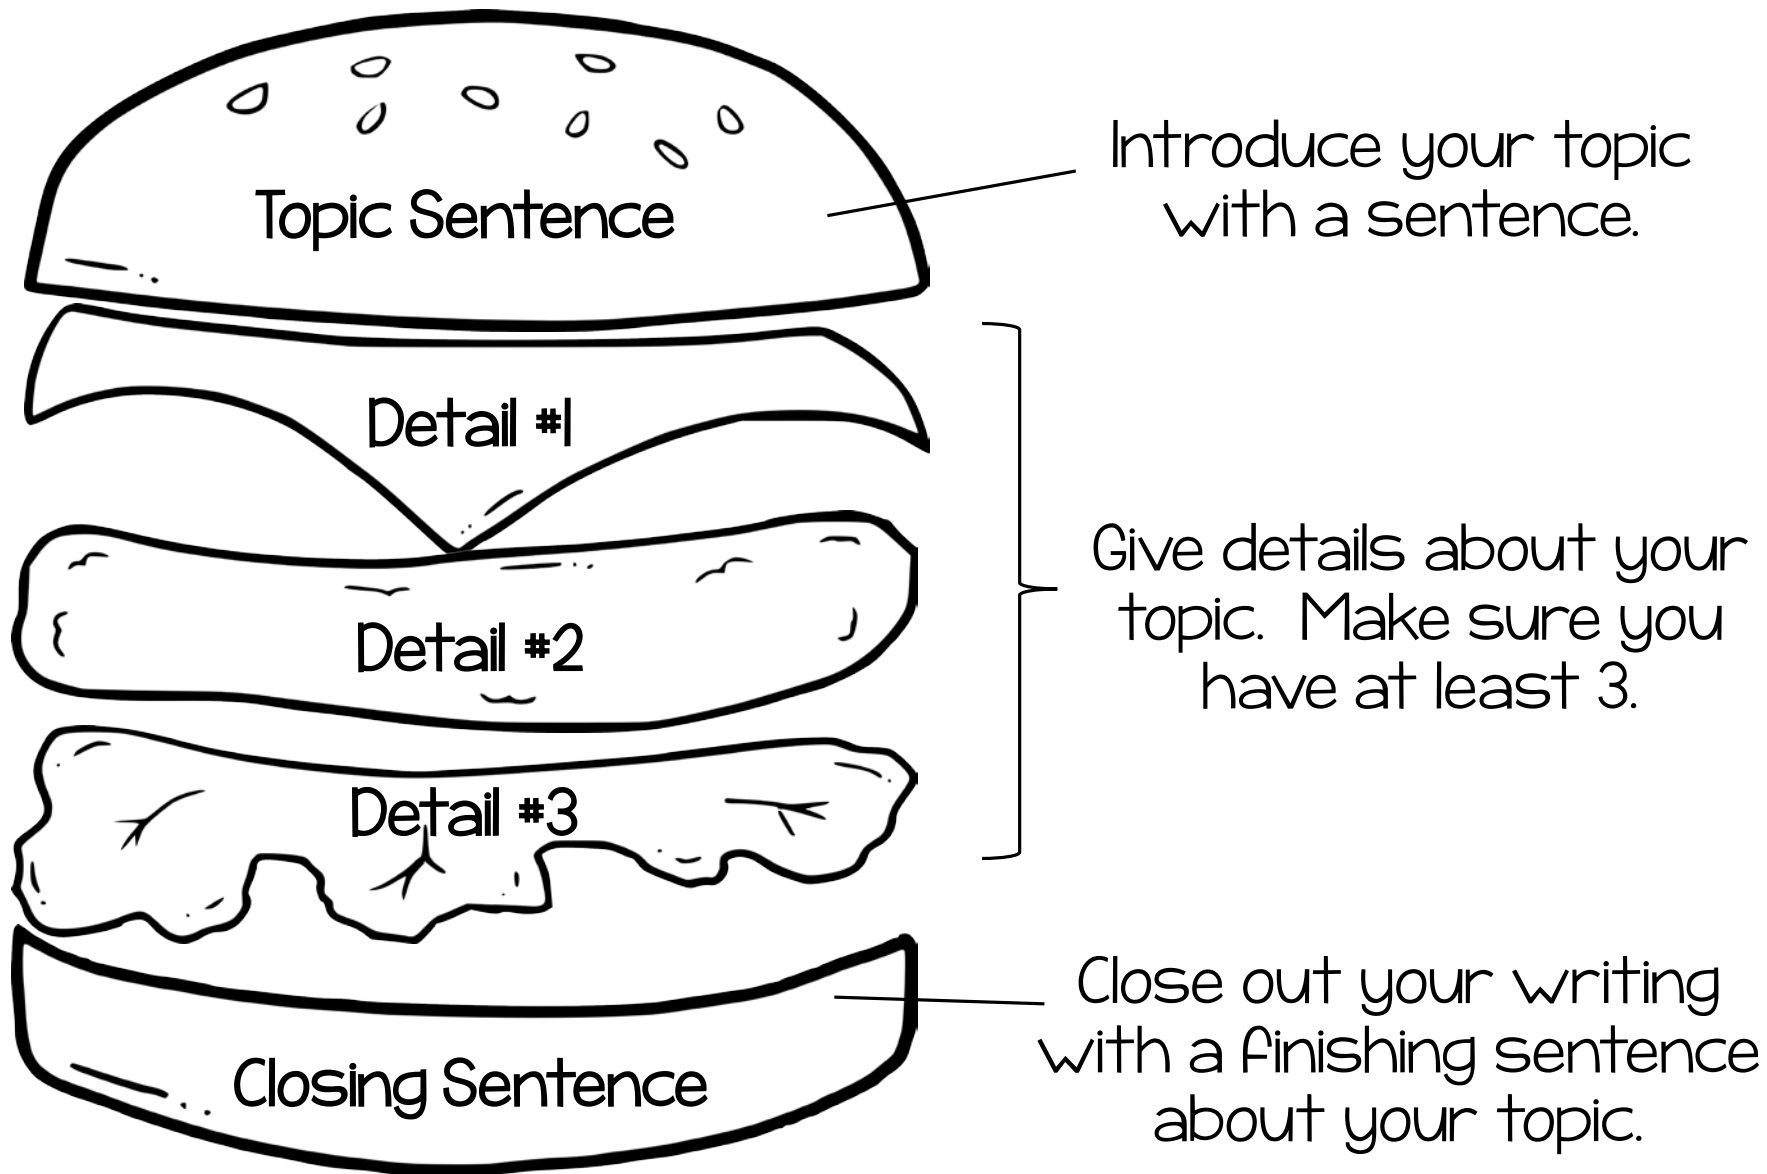 Topic Sentence
Introduce your topic
with a sentence.
Detail #1
Detail #2
Detail #3
Give details about your
topic. Make sure you
have at least 3.
Closing Sentence
Close out your writing
with a finishing sentence
about your topic.